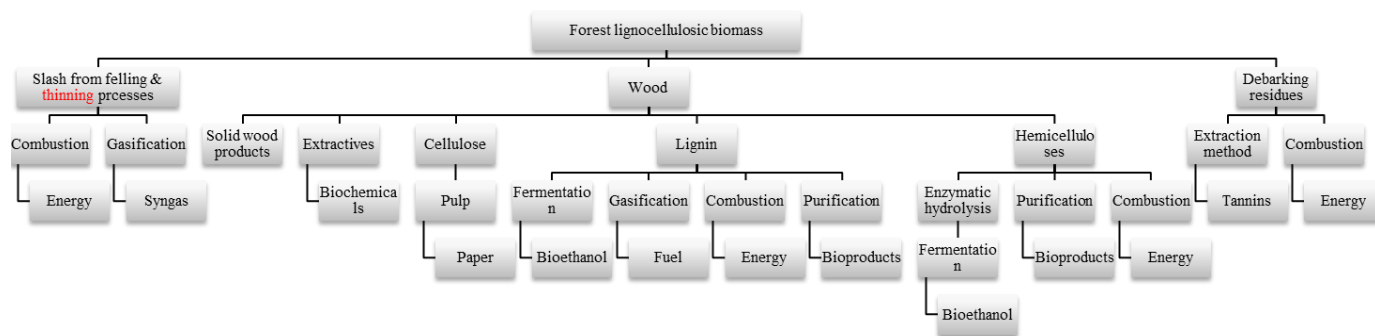 Forest lignocellulosic biomass
Slash from felling &
thinning prcesses
Wood
Debarking
residues
Combustion
Gasification
Solid wood
products
Extractives
Cellulose
Lignin
Hemicellulo
ses
Extraction
method
Combustion
Energy
Syngas
Biochemica
ls
Pulp
Fermentatio
n
Gasification
Combustion
Purification
Enzymatic
hydrolysis
Purification
Combustion
Tannins
Energy
Paper
Bioethanol
Fuel
Energy
Bioproducts
Fermentatio
n
Bioproducts
Energy
Bioethanol